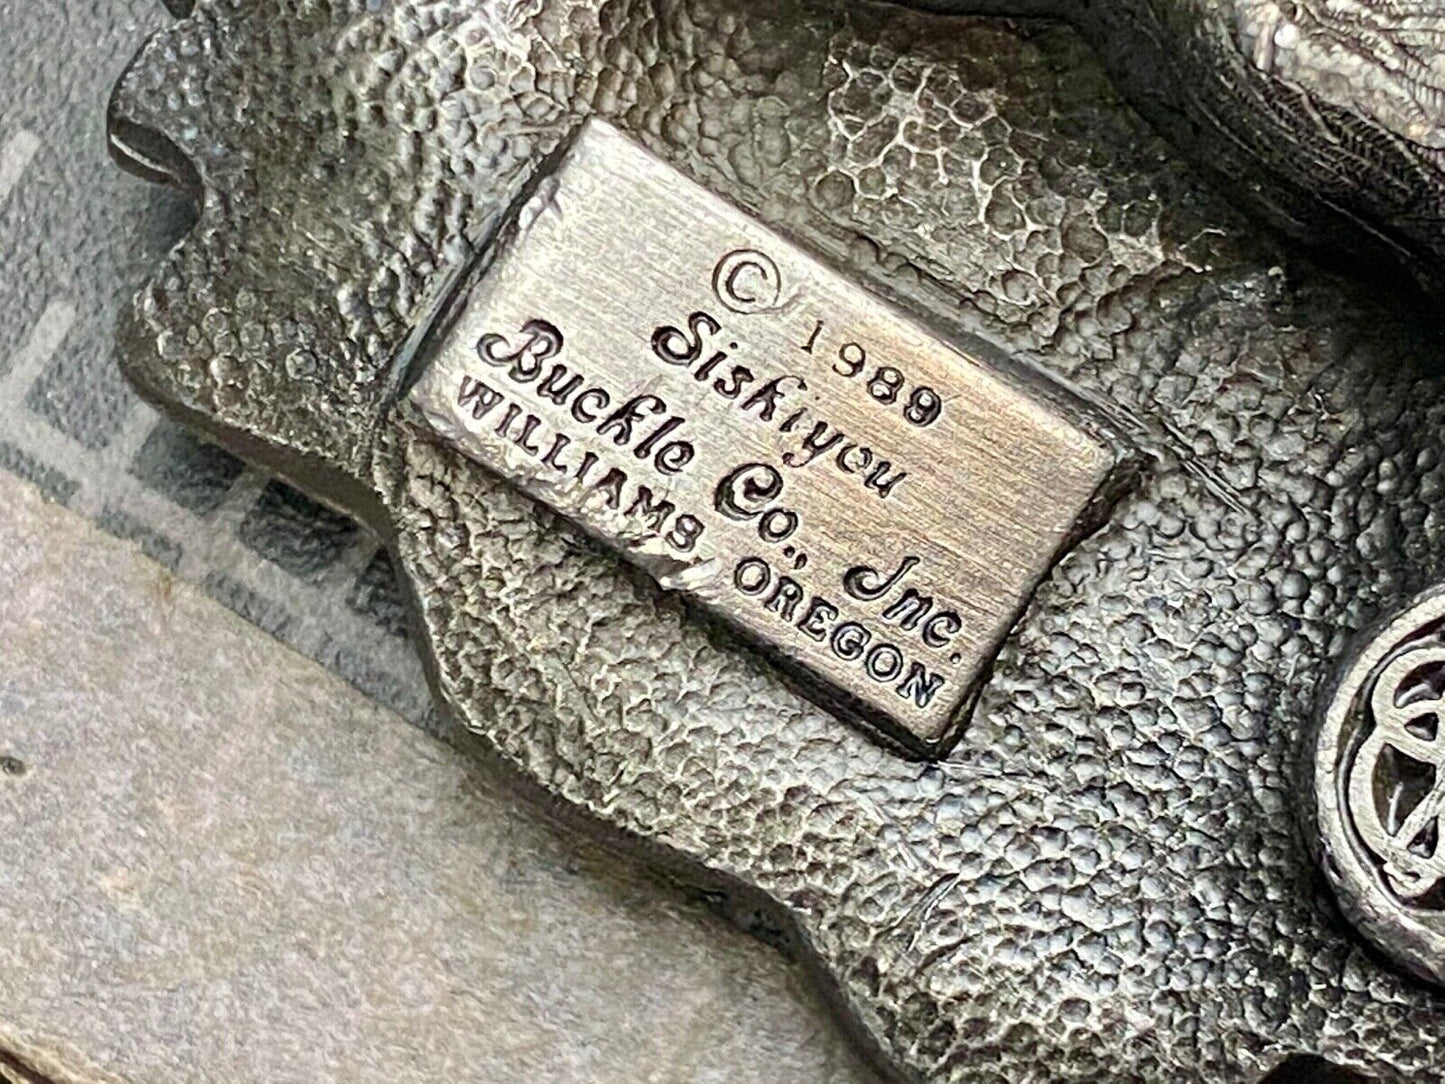 © 1989
Siskiyou
Buckle Co., Inc.
WILLIAMS, OREGON